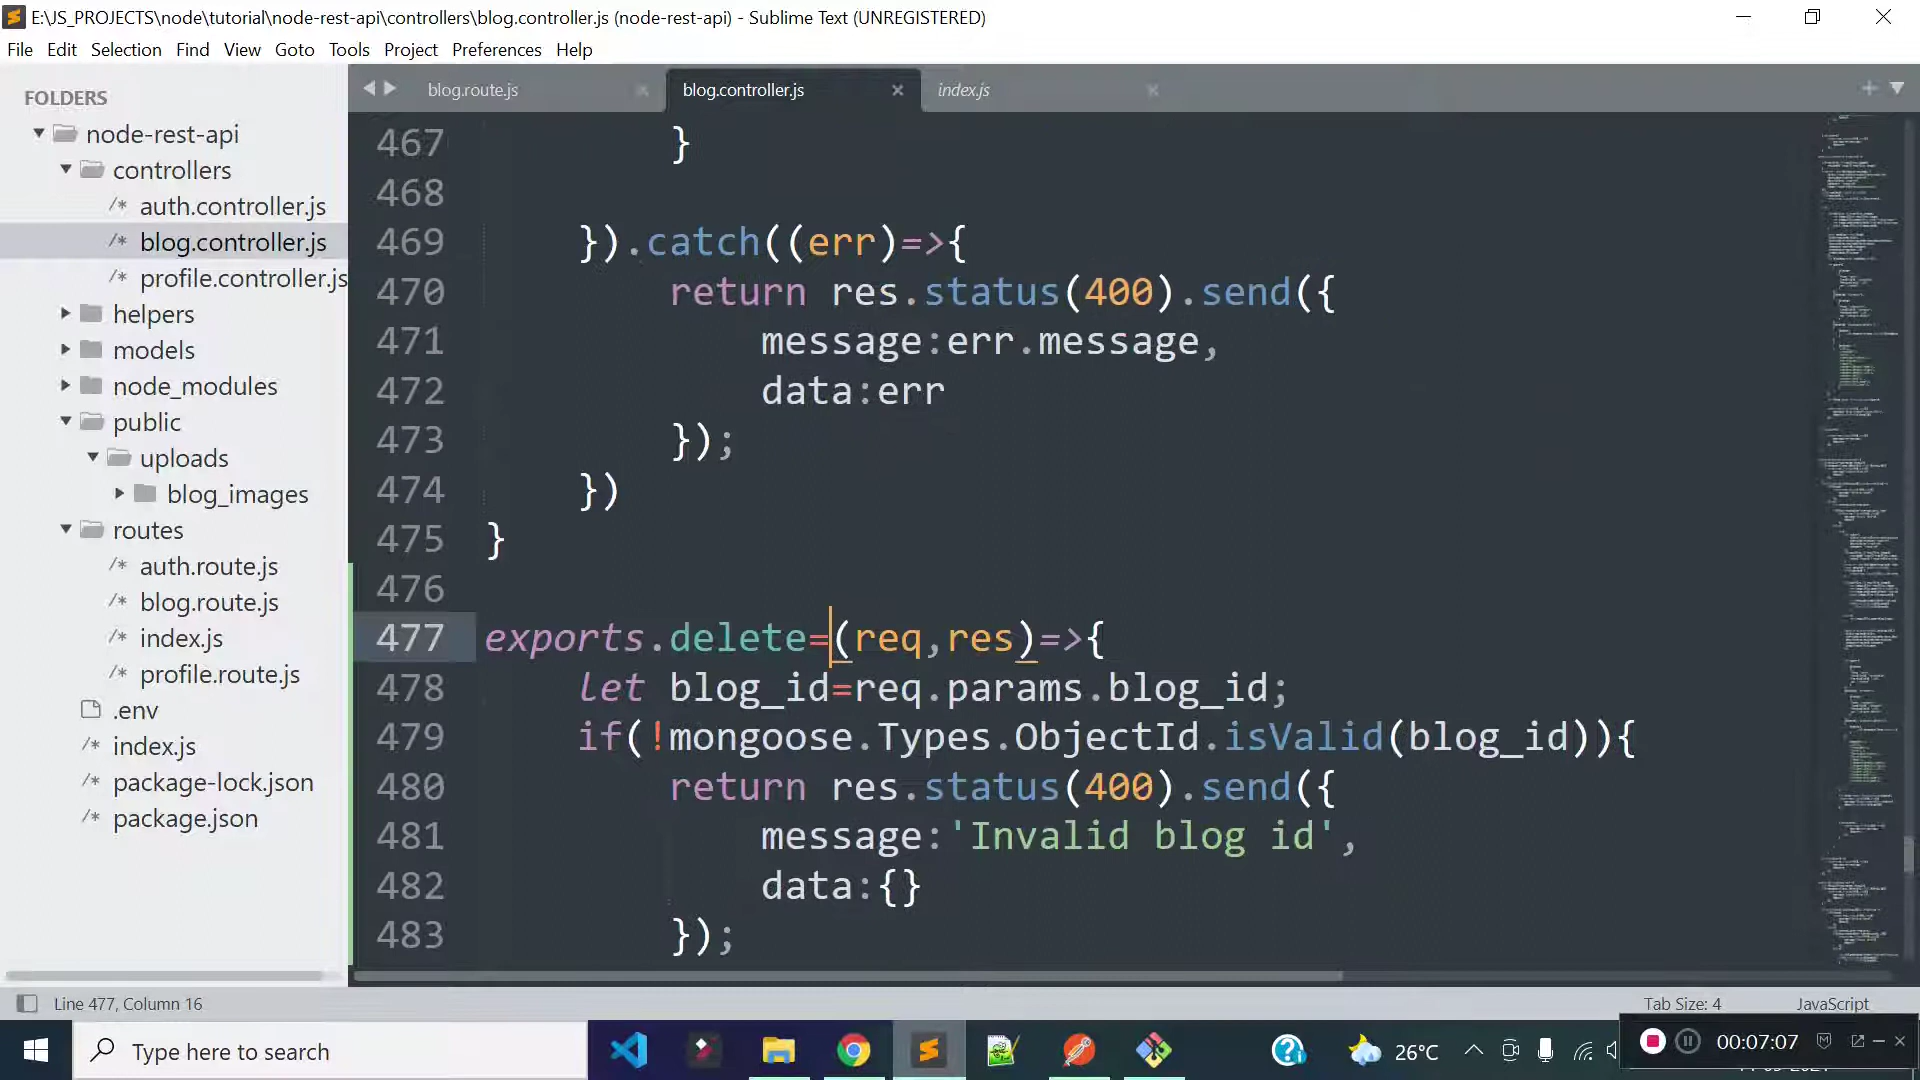 E:\JS_PROJECTS\node\tutorial\node-rest-api\controllers\blog.controller.js (node-rest-api) - Sublime Text (UNREGISTERED)
File Edit Selection Find View Goto Tools Project Preferences Help
FOLDERS
node-rest-api
controllers
/* auth.controller.js
/* blog.controller.js
/* profile.controller.js
helpers
models
node_modules
public
uploads
blog_images
routes
/* auth.route.js
/* blog.route.js
/* index.js
/* profile.route.js
.env
/* index.js
/* package-lock.json
/* package.json
blog.route.js blog.controller.js index.js
467 }
468
469 }).catch((err)=>{
470 return res.status(400).send({
471 message:err.message,
472 data:err
473 });
474 })
475 }
476
477 exports.delete=(req,res)=>{
478 let blog_id=req.params.blog_id;
479 if(!mongoose.Types.ObjectId.isValid(blog_id)){
480 return res.status(400).send({
481 message:'Invalid blog id',
482 data:{}
483 });
Line 477, Column 16 Tab Size: 4 JavaScript
Type here to search 26°C 00:07:07